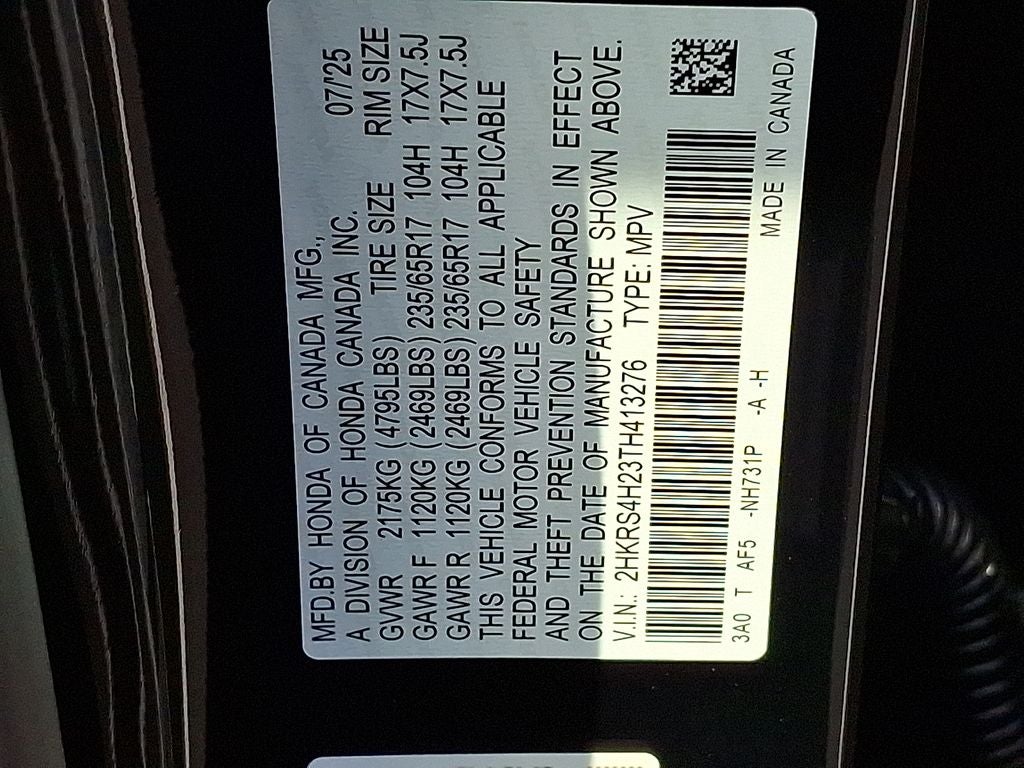 MFD.BY HONDA OF CANADA MFG.,
A DIVISION OF HONDA CANADA INC. 07/'25
GVWR 2175KG (4795LBS) TIRE SIZE RIM SIZE
GAWR F 1120KG (2469LBS) 235/65R17 104H 17X7.5J
GAWR R 1120KG (2469LBS) 235/65R17 104H 17X7.5J
THIS VEHICLE CONFORMS TO ALL APPLICABLE
FEDERAL MOTOR VEHICLE SAFETY
AND THEFT PREVENTION STANDARDS IN EFFECT
ON THE DATE OF MANUFACTURE SHOWN ABOVE.
V.I.N.: 2HKRS4H23TH413276 TYPE: MPV
3A0 T AF5 -NH731P -A -H
MADE IN CANADA